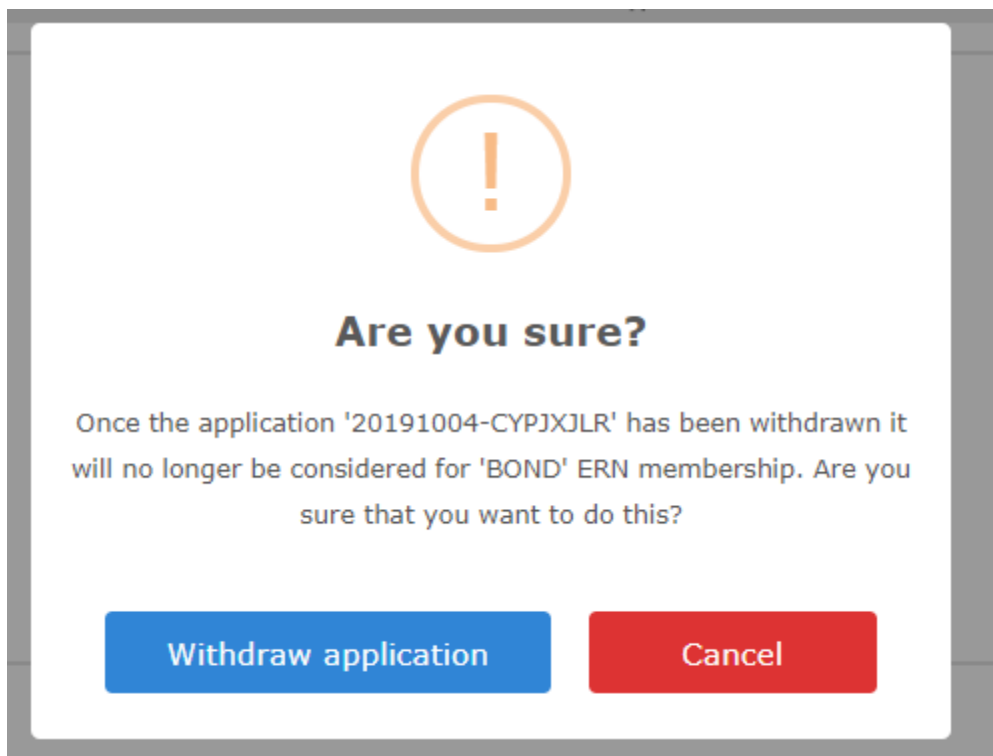 !
Are you sure?
Once the application '20191004-CYPJXJLR' has been withdrawn it
will no longer be considered for 'BOND' ERN membership. Are you
sure that you want to do this?
Withdraw application
Cancel